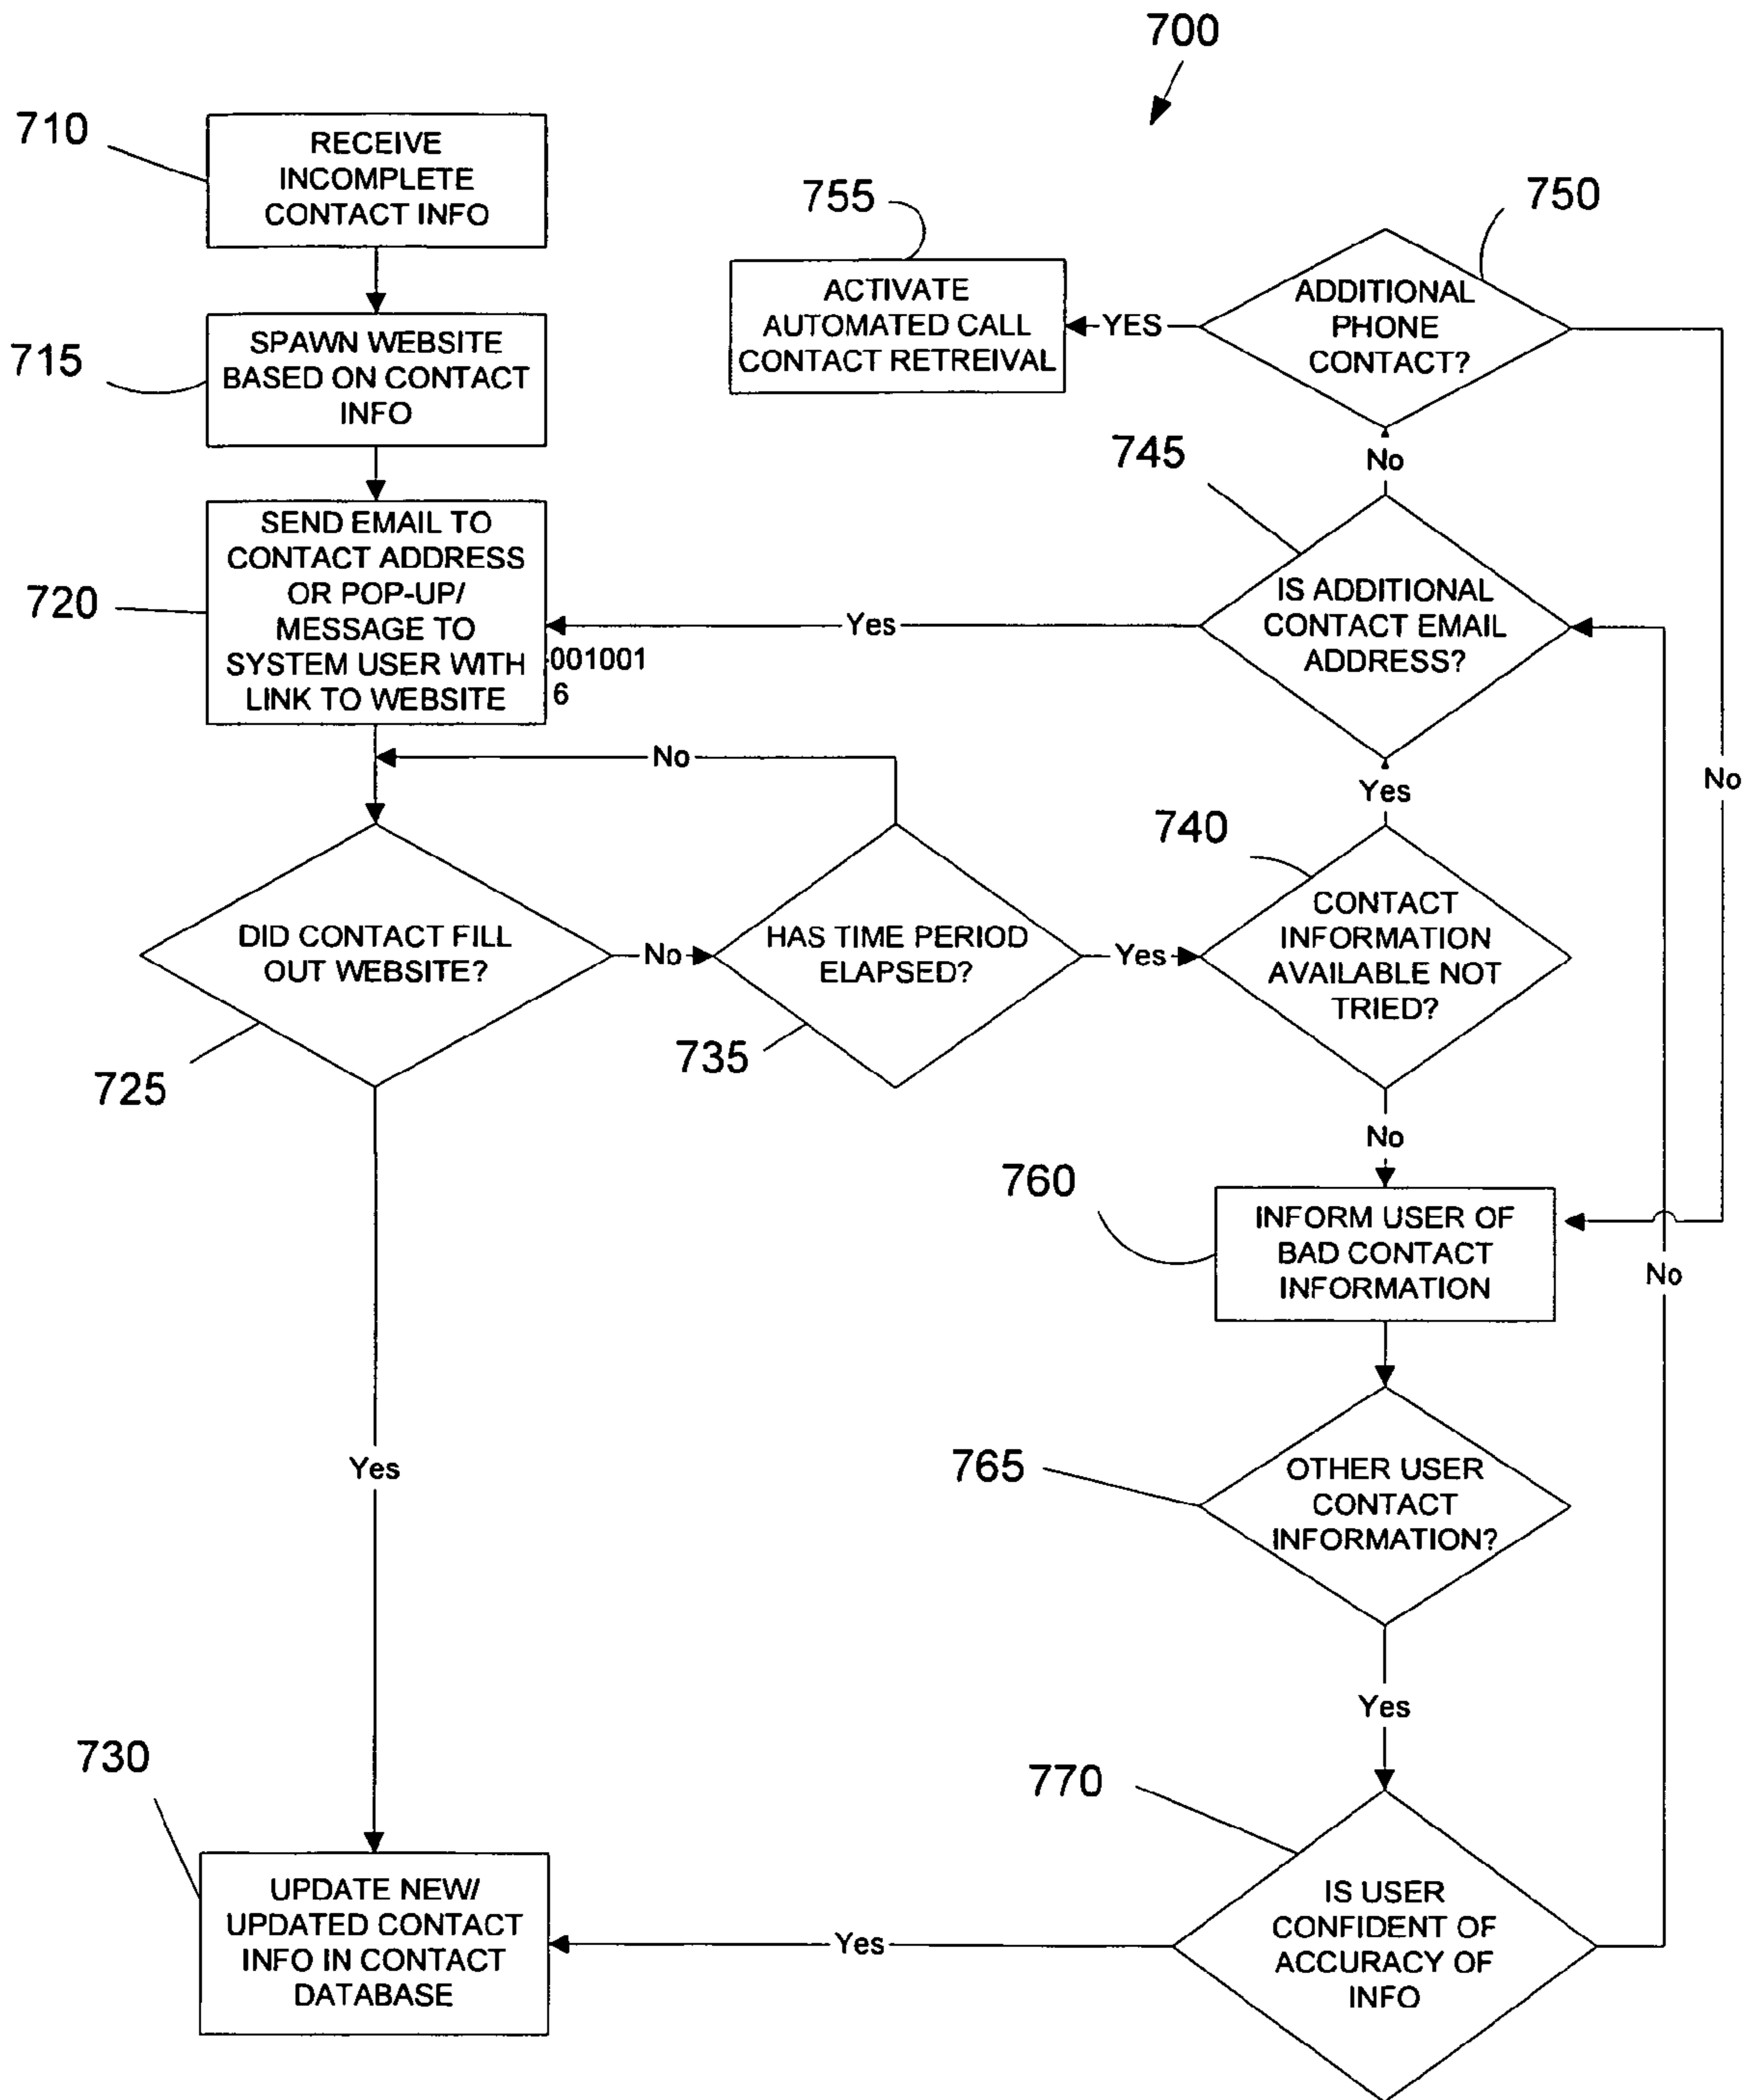 700
710
RECEIVE
INCOMPLETE
CONTACT INFO
755
750
ACTIVATE
AUTOMATED CALL
CONTACT RETREIVAL
YES
ADDITIONAL
PHONE
CONTACT?
715
SPAWN WEBSITE
BASED ON CONTACT
INFO
745
No
720
SEND EMAIL TO
CONTACT ADDRESS
OR POP-UP/
MESSAGE TO
SYSTEM USER WITH
LINK TO WEBSITE
001001
6
Yes
IS ADDITIONAL
CONTACT EMAIL
ADDRESS?
No
No
Yes
740
DID CONTACT FILL
OUT WEBSITE?
No
HAS TIME PERIOD
ELAPSED?
Yes
CONTACT
INFORMATION
AVAILABLE NOT
TRIED?
725
735
No
760
INFORM USER OF
BAD CONTACT
INFORMATION
No
Yes
765
OTHER USER
CONTACT
INFORMATION?
Yes
730
770
UPDATE NEW/
UPDATED CONTACT
INFO IN CONTACT
DATABASE
Yes
IS USER
CONFIDENT OF
ACCURACY OF
INFO